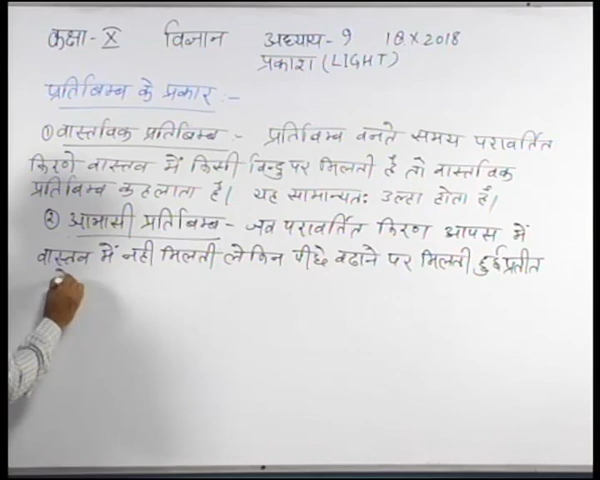 कक्षा-X विज्ञान अध्याय-9 18.X2018
प्रकाश (LIGHT)
प्रतिबिम्ब के प्रकार :-
① वास्तविक प्रतिबिम्ब - प्रतिबिम्ब बनते समय परावर्तित
किरणे वास्तव में किसी बिन्दु पर मिलती है तो वास्तविक
प्रतिबिम्ब कहलाता है। यह सामान्यतः उल्टा होता है।
② आभासी प्रतिबिम्ब - जब परावर्तित किरण आपस में
वास्तव में नही मिलती लेकिन पीछे बढाने पर मिलती हुई प्रतीत